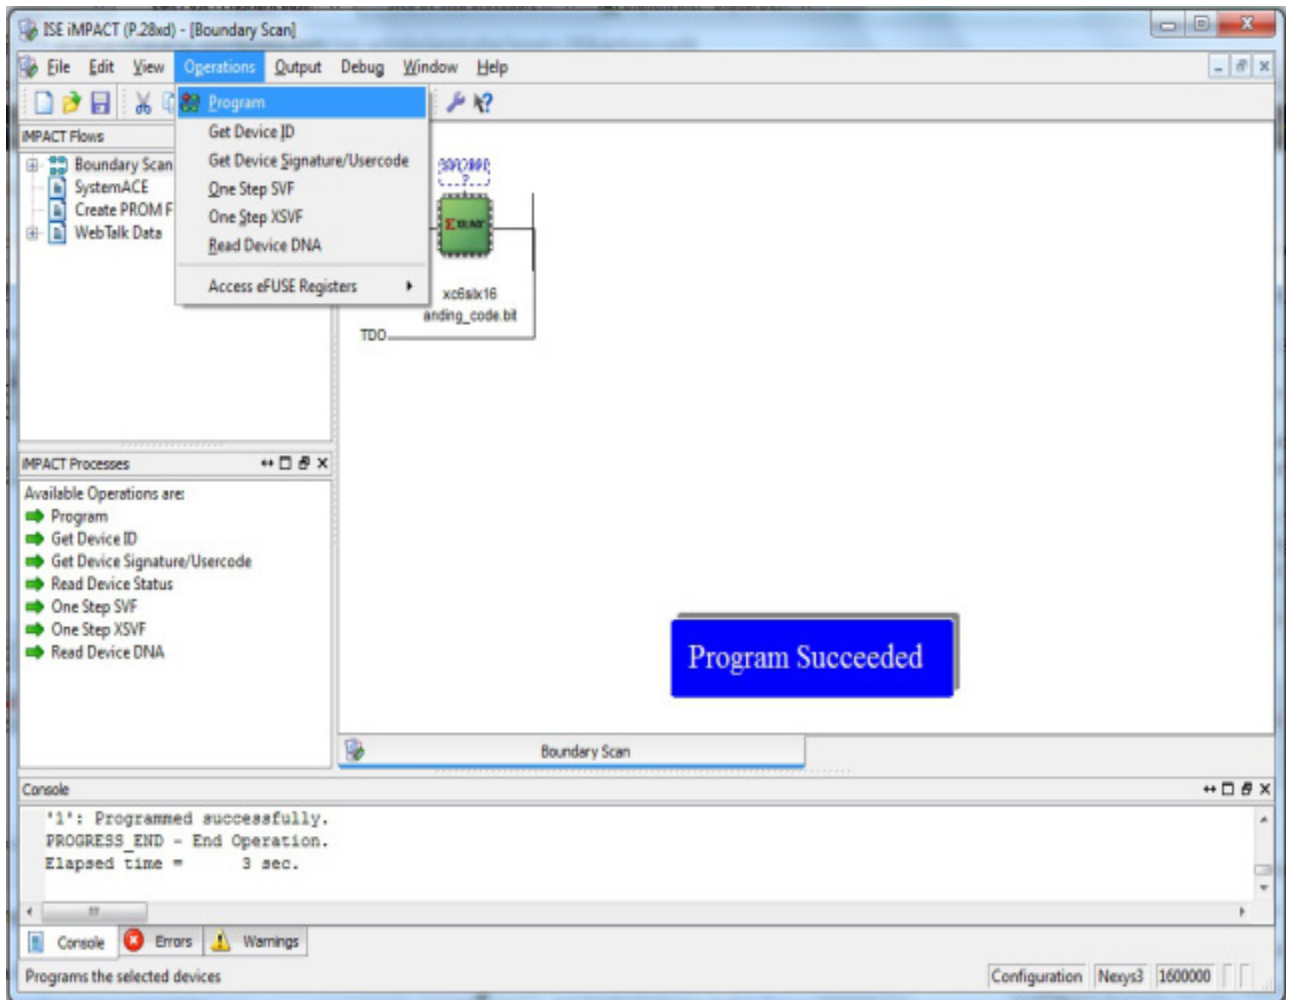 ISE iMPACT (P.28xd) - [Boundary Scan]
File Edit View Operations Output Debug Window Help
Program
Get Device ID
Get Device Signature/Usercode
One Step SVF
One Step XSVF
Read Device DNA
Access eFUSE Registers
iMPACT Flows
Boundary Scan
SystemACE
Create PROM F
WebTalk Data
XILINX
xc6slx16
anding_code.bit
TDO
iMPACT Processes
Available Operations are:
Program
Get Device ID
Get Device Signature/Usercode
Read Device Status
One Step SVF
One Step XSVF
Read Device DNA
Program Succeeded
Boundary Scan
Console
'1': Programmed successfully.
PROGRESS_END - End Operation.
Elapsed time =      3 sec.
Console Errors Warnings
Programs the selected devices
Configuration Nexys3 1600000